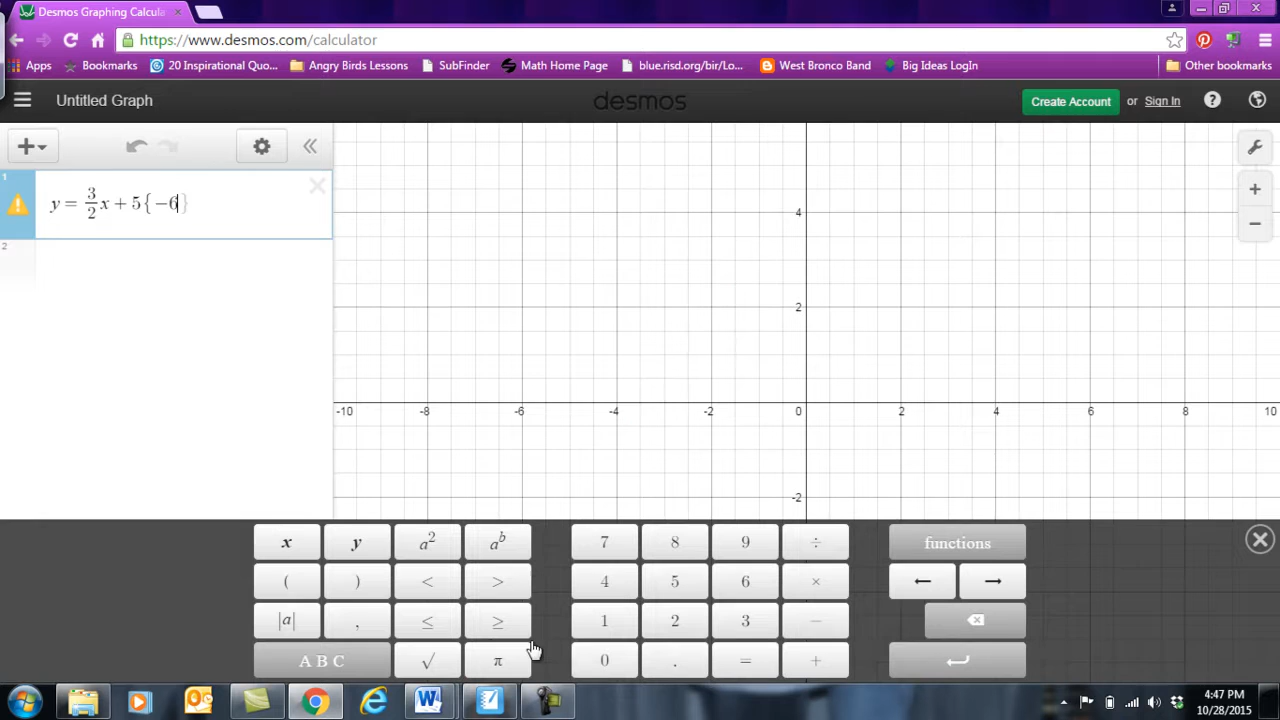 Desmos Graphing Calcula
https://www.desmos.com/calculator
Apps Bookmarks 20 Inspirational Quo... Angry Birds Lessons SubFinder Math Home Page blue.risd.org/bir/Lo... West Bronco Band Big Ideas LogIn Other bookmarks
Untitled Graph desmos Create Account or Sign In ?
1
y = 3/2 x + 5{−6}
2
4
2
-10 -8 -6 -4 -2 0 2 4 6 8 10
-2
x y a² aᵇ 7 8 9 ÷ functions
( ) < > 4 5 6 × ← →
|a| , ≤ ≥ 1 2 3 −
A B C √ π 0 . = +
4:47 PM
10/28/2015